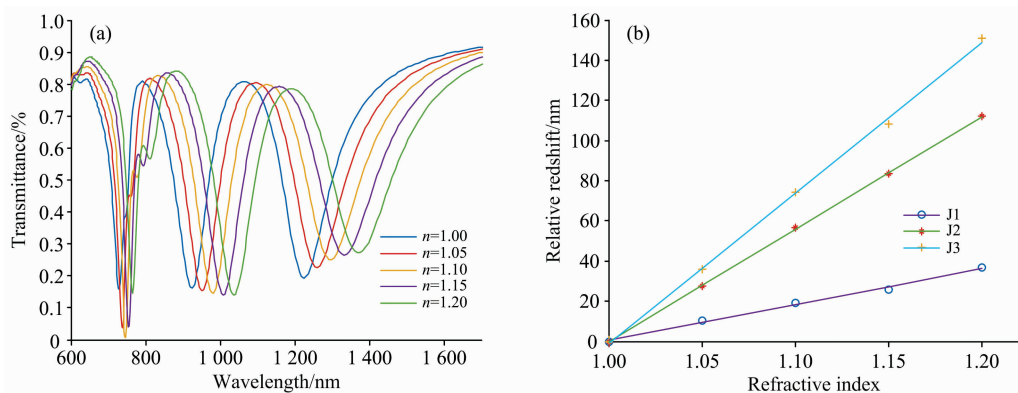 (a)
Transmittance/%
1.0
0.9
0.8
0.7
0.6
0.5
0.4
0.3
0.2
0.1
0
600
800
1 000
1 200
1 400
1 600
Wavelength/nm
n=1.00
n=1.05
n=1.10
n=1.15
n=1.20
(b)
Relative redshift/nm
160
140
120
100
80
60
40
20
0
1.00
1.05
1.10
1.15
1.20
Refractive index
J1
J2
J3